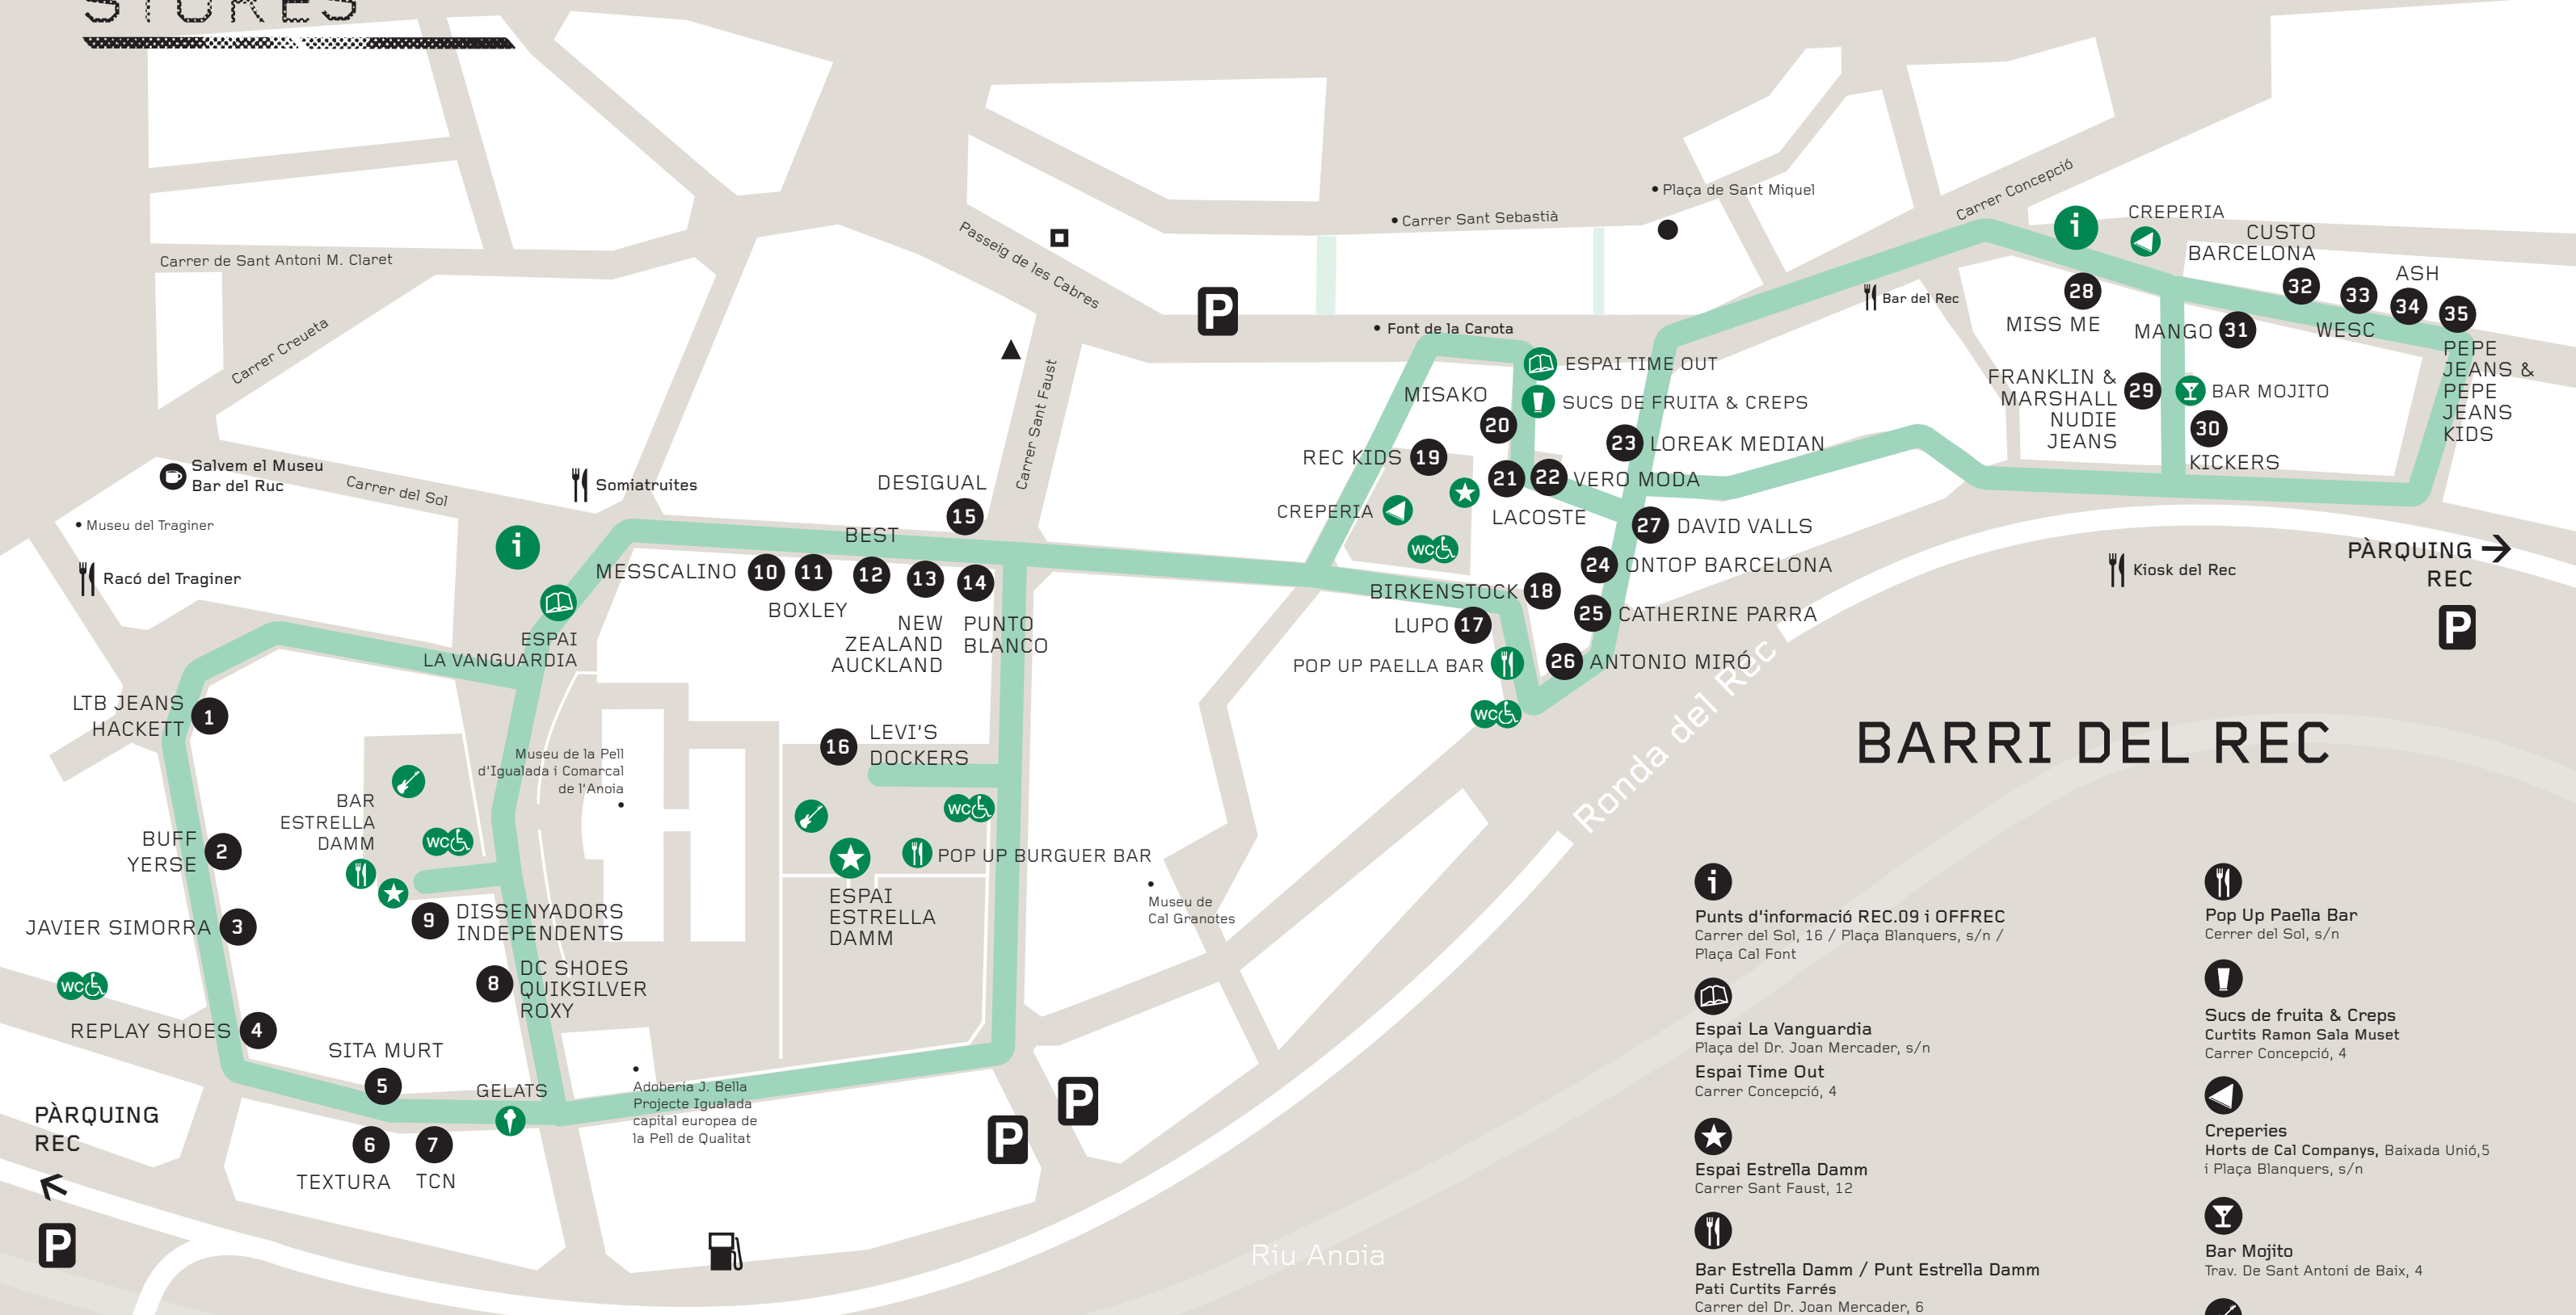 STORES
Carrer de Sant Antoni M. Claret
Carrer Creueta
Carrer del Sol
Passeig de les Cabres
Carrer Sant Faust
P
Carrer Sant Sebastià
Plaça de Sant Miquel
Carrer Concepció
Font de la Carota
Bar del Rec
Salvem el Museu
Bar del Ruc
Museu del Traginer
Racó del Traginer
Somiatruites
i
ESPAI
LA VANGUARDIA
DESIGUAL
15
BEST
MESSCALINO 10 11 12 13 14
BOXLEY
NEW
ZEALAND
AUCKLAND
PUNTO
BLANCO
LTB JEANS
HACKETT
1
BUFF
YERSE
2
JAVIER SIMORRA 3
WC
REPLAY SHOES 4
SITA MURT
5
6
TEXTURA
7
TCN
GELATS
BAR
ESTRELLA
DAMM
WC
9
DISSENYADORS
INDEPENDENTS
8
DC SHOES
QUIKSILVER
ROXY
Museu de la Pell
d'Igualada i Comarcal
de l'Anoia
16
LEVI'S
DOCKERS
WC
POP UP BURGUER BAR
ESPAI
ESTRELLA
DAMM
Museu de
Cal Granotes
Adoberia J. Bella
Projecte Igualada
capital europea de
la Pell de Qualitat
PÀRQUING
REC
P
P
P
ESPAI TIME OUT
SUCS DE FRUITA & CREPS
MISAKO
20
REC KIDS 19
CREPERIA
WC
21
LACOSTE
22 VERO MODA
23 LOREAK MEDIAN
27 DAVID VALLS
24 ONTOP BARCELONA
BIRKENSTOCK 18
25 CATHERINE PARRA
LUPO 17
POP UP PAELLA BAR
26 ANTONIO MIRÓ
WC
Ronda del Rec
i
CREPERIA
CUSTO
BARCELONA
32
33
WESC
ASH
34
35
PEPE
JEANS &
PEPE
JEANS
KIDS
28
MISS ME
MANGO 31
FRANKLIN &
MARSHALL
NUDIE
JEANS
29
BAR MOJITO
30
KICKERS
Kiosk del Rec
PÀRQUING
REC
P
BARRI DEL REC
Riu Anoia
i
Punts d'informació REC.09 i OFFREC
Carrer del Sol, 16 / Plaça Blanquers, s/n /
Plaça Cal Font
Espai La Vanguardia
Plaça del Dr. Joan Mercader, s/n
Espai Time Out
Carrer Concepció, 4
Espai Estrella Damm
Carrer Sant Faust, 12
Bar Estrella Damm / Punt Estrella Damm
Pati Curtits Farrés
Carrer del Dr. Joan Mercader, 6
Pop Up Paella Bar
Cerrer del Sol, s/n
Sucs de fruita & Creps
Curtits Ramon Sala Muset
Carrer Concepció, 4
Creperies
Horts de Cal Companys, Baixada Unió,5
i Plaça Blanquers, s/n
Bar Mojito
Trav. De Sant Antoni de Baix, 4